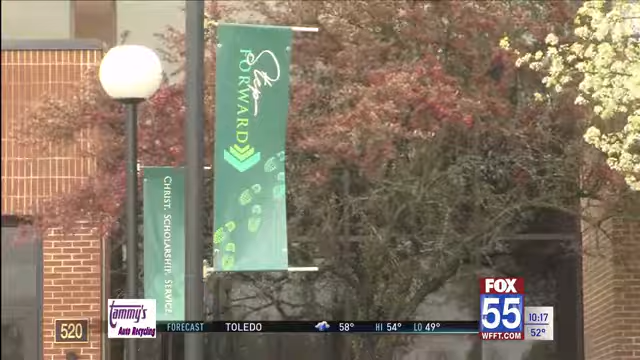 Step
FORWARD
CHRIST. SCHOLARSHIP. SERVICE.
520
Tammy's
Auto Recycling
FORECAST TOLEDO 58° HI 54° LO 49°
FOX
55
WFFT.COM
10:17
52°